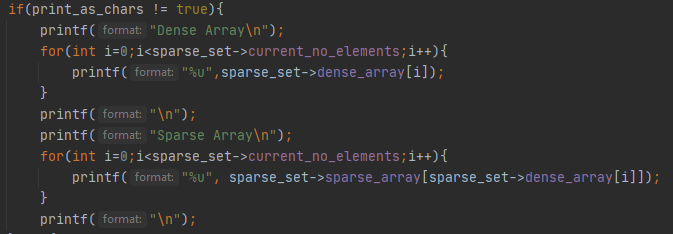 if(print_as_chars != true){
printf( format: "Dense Array\n");
for(int i=0;i<sparse_set->current_no_elements;i++){
printf( format: "%u",sparse_set->dense_array[i]);
}
printf( format: "\n");
printf( format: "Sparse Array\n");
for(int i=0;i<sparse_set->current_no_elements;i++){
printf( format: "%u", sparse_set->sparse_array[sparse_set->dense_array[i]]);
}
printf( format: "\n");